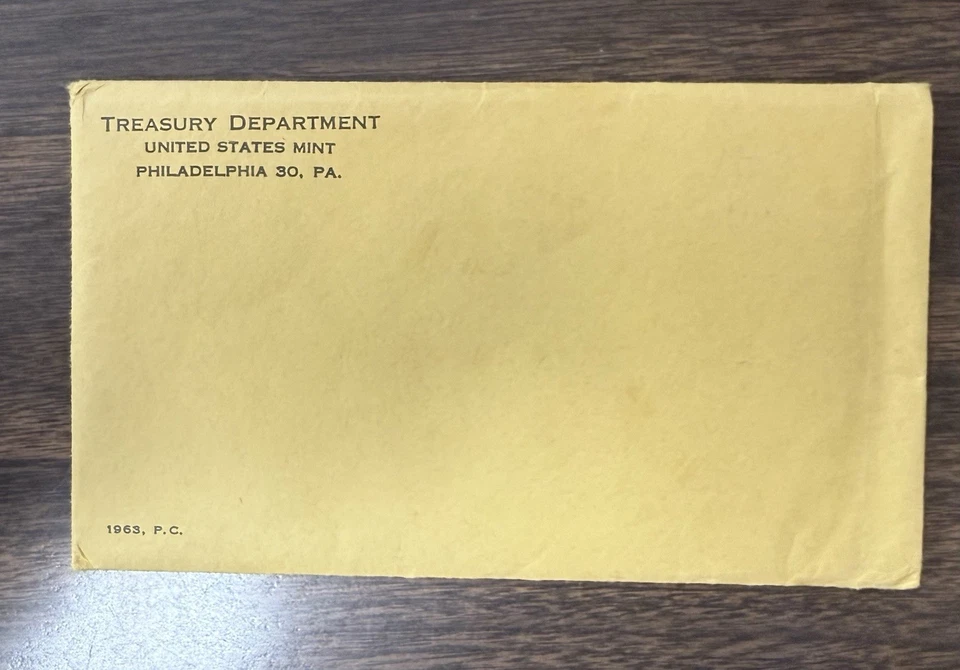 TREASURY DEPARTMENT
UNITED STATES MINT
PHILADELPHIA 30, PA.
1963, P.C.